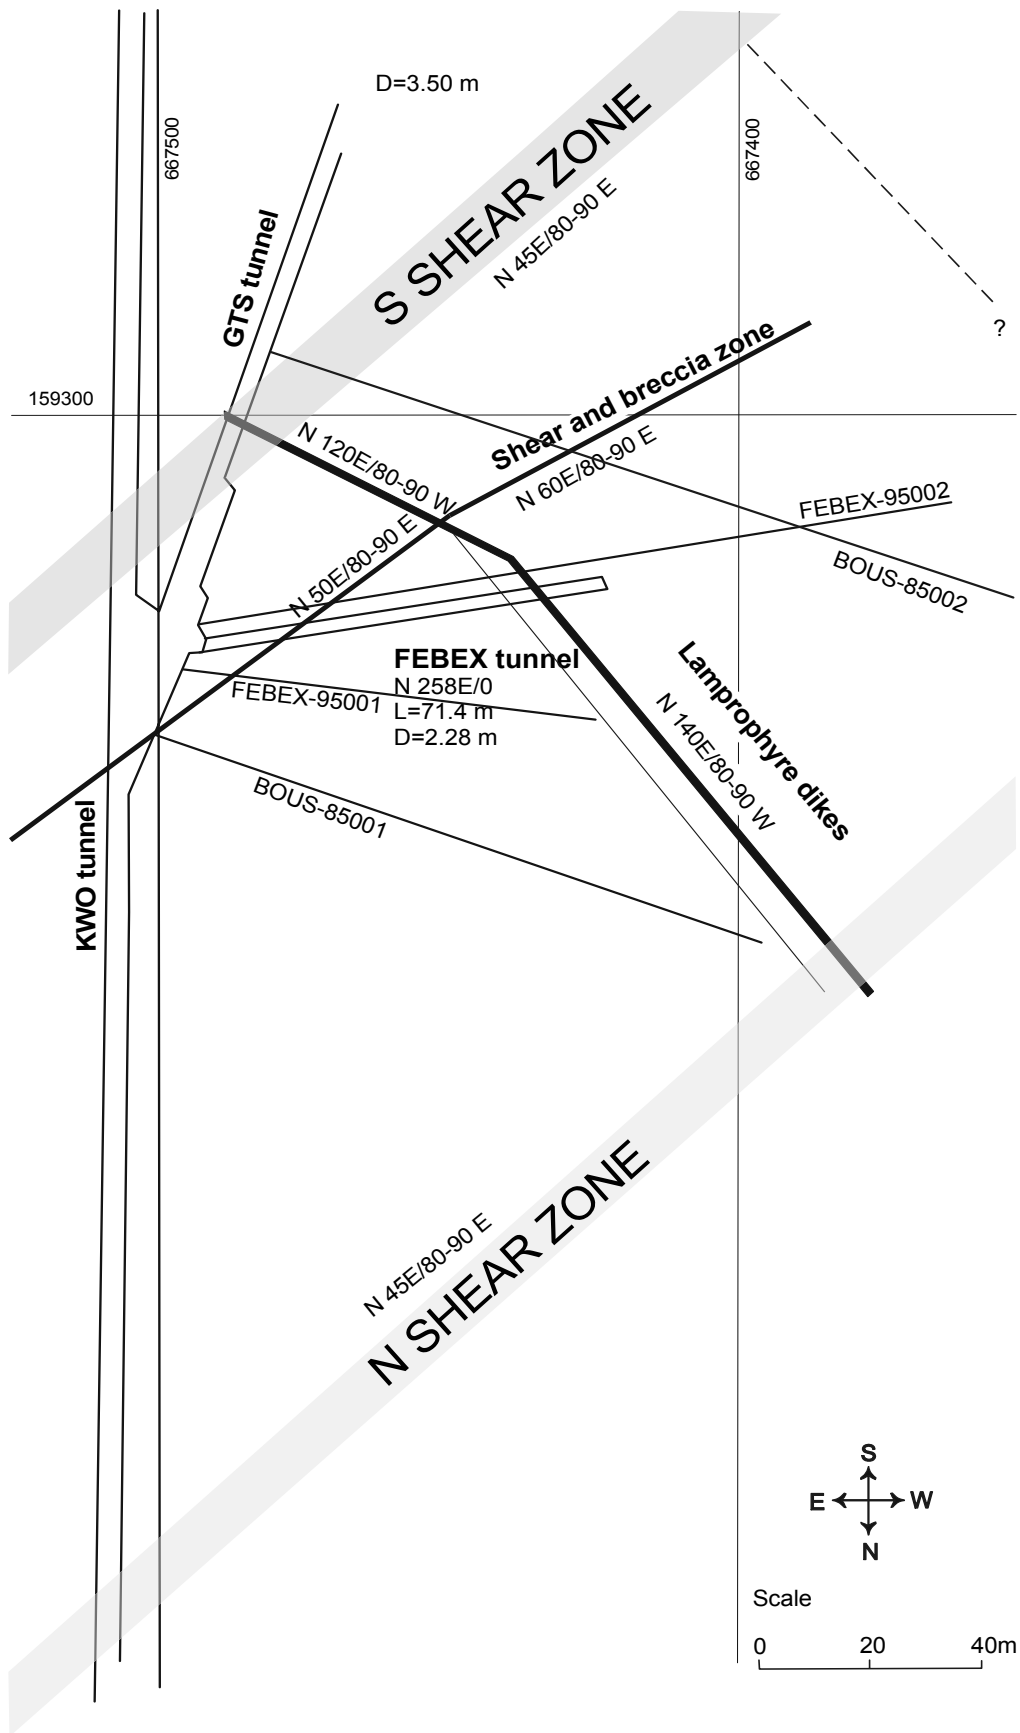 D=3.50 m
667500
667400
S SHEAR ZONE
N 45E/80-90 E
GTS tunnel
?
Shear and breccia zone
159300
N 120E/80-90 W
N 60E/80-90 E
FEBEX-95002
N 50E/80-90 E
BOUS-85002
FEBEX tunnel
N 258E/0
L=71.4 m
D=2.28 m
FEBEX-95001
Lamprophyre dikes
N 140E/80-90 W
BOUS-85001
KWO tunnel
N 45E/80-90 E
N SHEAR ZONE
S
E W
N
Scale
0 20 40m